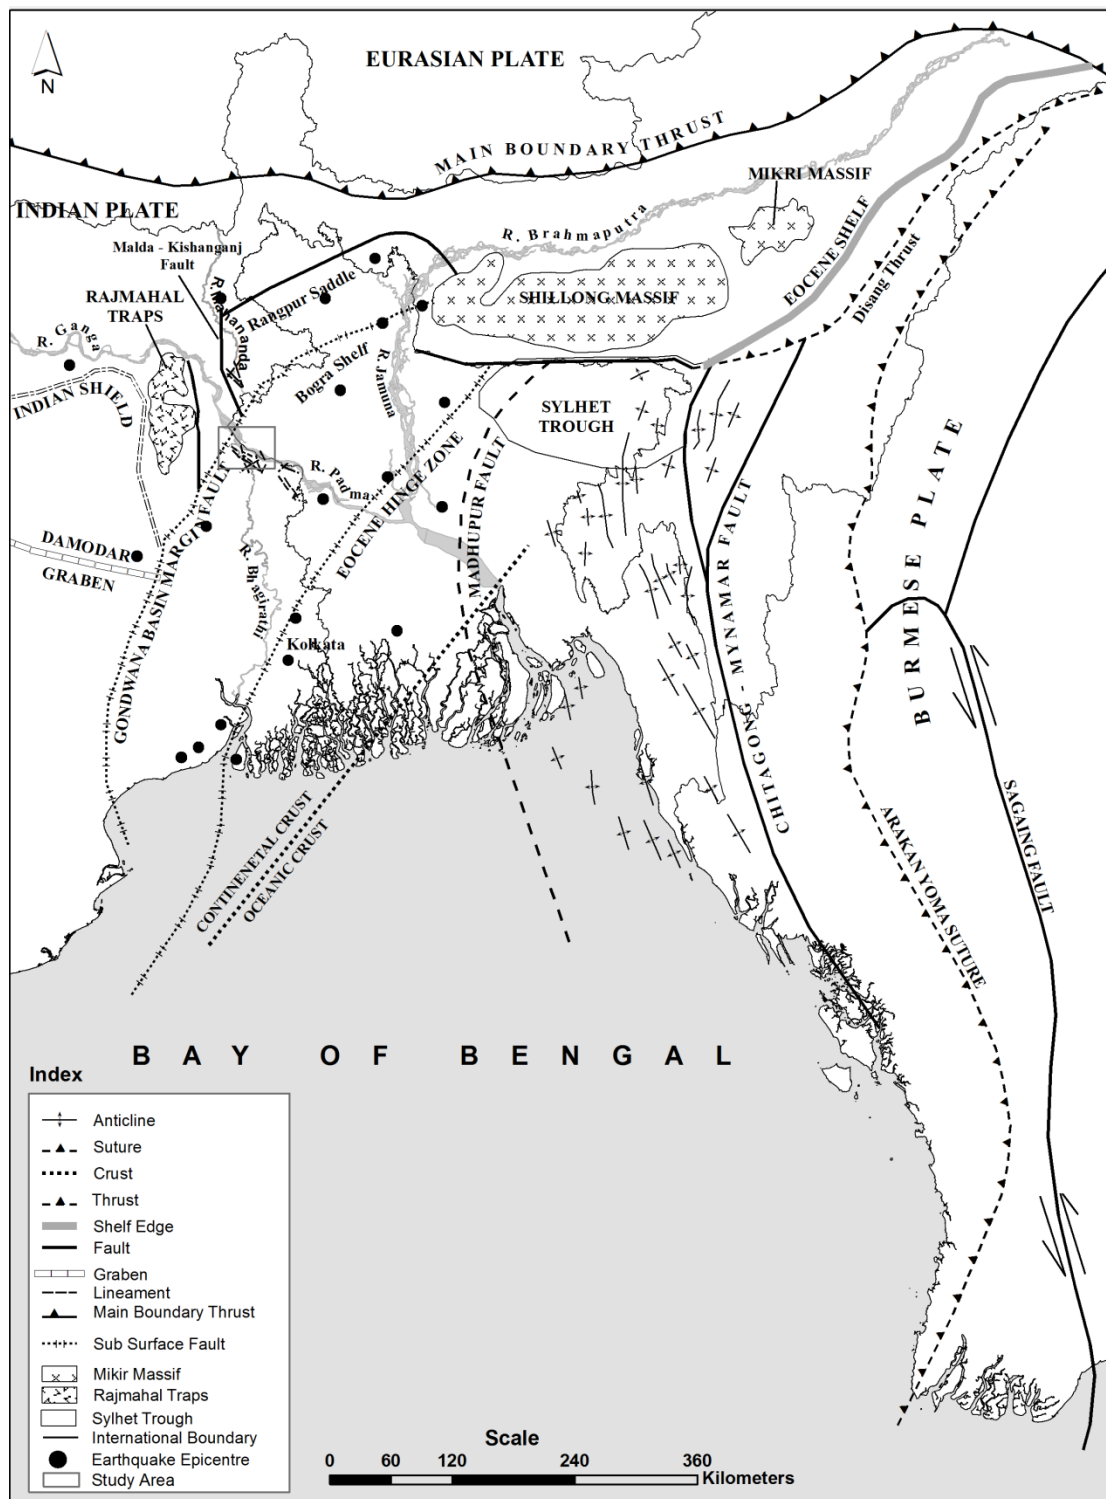 EURASIAN PLATE
N
MAIN BOUNDARY THRUST
MIKRI MASSIF
INDIAN PLATE
R. Brahmaputra
Malda - Kishanganj
Fault
EOCENE SHELF
Disang Thrust
Rangpur Saddle
R. Mahananda
RAJMAHAL
TRAPS
SHILLONG MASSIF
R. Ganga
R. Jamuna
Bogra Shelf
INDIAN SHIELD
SYLHET
TROUGH
R. Padma
EOCENE HINGE ZONE
MADHUPUR FAULT
BURMESE PLATE
DAMODAR
GRABEN
R. Bhagirathi
GONDWANA BASIN MARGIN FAULT
CHITAGONG - MYNAMAR FAULT
Kolkata
CONTINENETAL CRUST
OCEANIC CRUST
ARAKAN YOMA SUTURE
SAGAING FAULT
BAY OF BENGAL
Index
Anticline
Suture
Crust
Thrust
Shelf Edge
Fault
Graben
Lineament
Main Boundary Thrust
Sub Surface Fault
Mikir Massif
Rajmahal Traps
Sylhet Trough
International Boundary
Earthquake Epicentre
Study Area
Scale
0 60 120 240 360
Kilometers